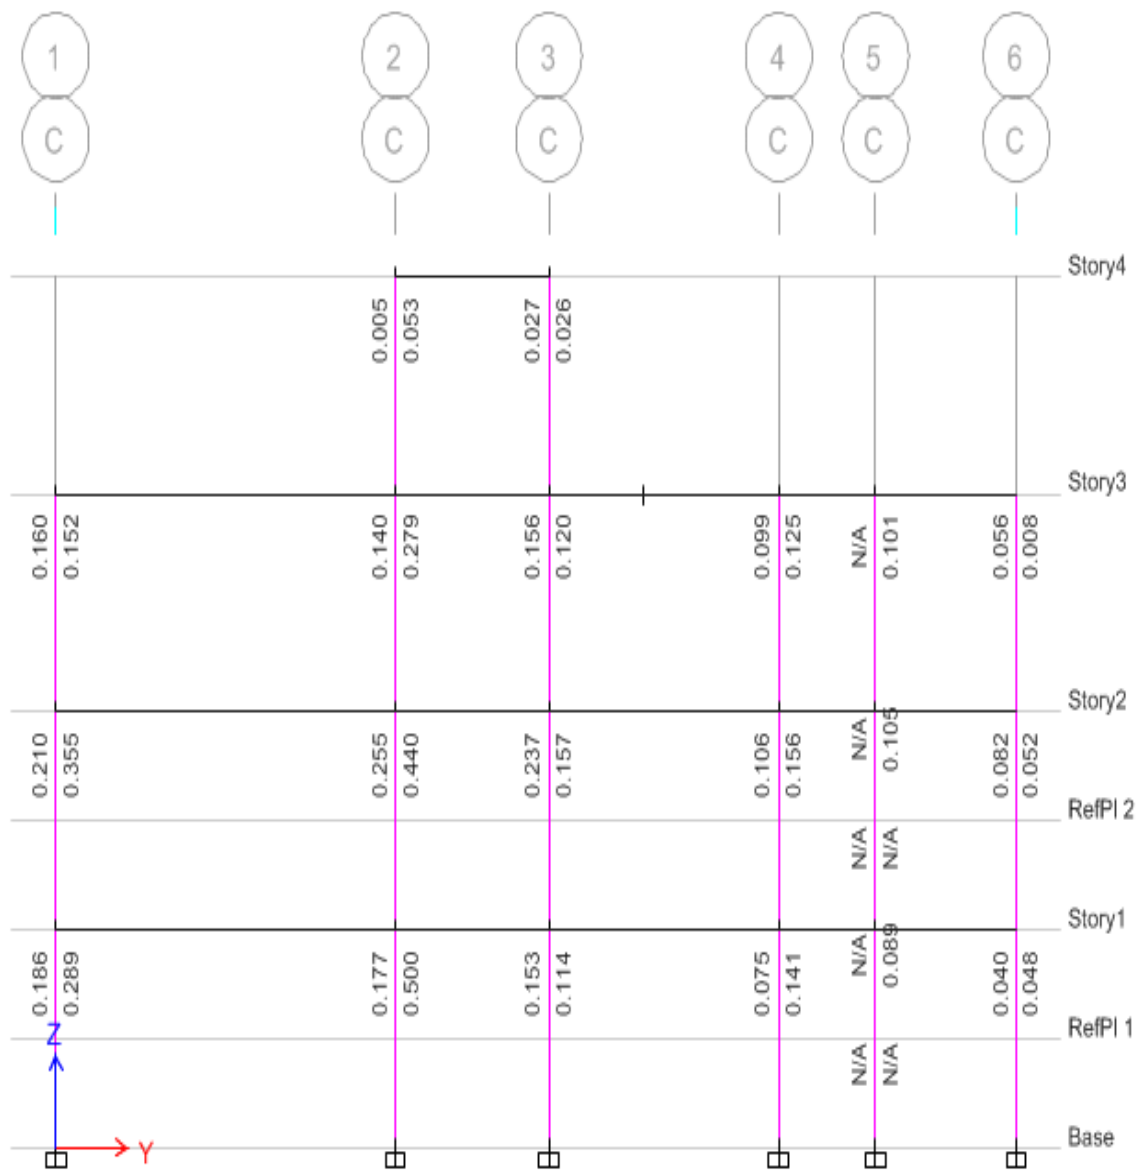 1 2 3 4 5 6
C C C C C C
Story4
0.005 0.053 0.027 0.026
Story3
0.160 0.152 0.140 0.279 0.156 0.120 0.099 0.125 N/A 0.101 0.056 0.008
Story2
0.210 0.355 0.255 0.440 0.237 0.157 0.106 0.156 N/A 0.105 0.082 0.052
RefPl 2
N/A N/A
Story1
0.186 0.289 0.177 0.500 0.153 0.114 0.075 0.141 N/A 0.089 0.040 0.048
RefPl 1
Z
N/A N/A
Base
Y